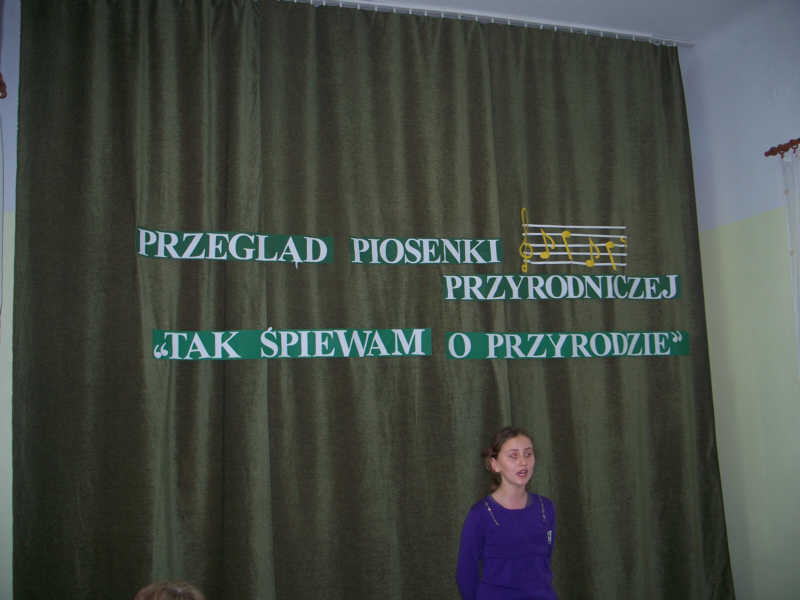 PRZEGLĄD PIOSENKI
PRZYRODNICZEJ
“TAK ŚPIEWAM O PRZYRODZIE”